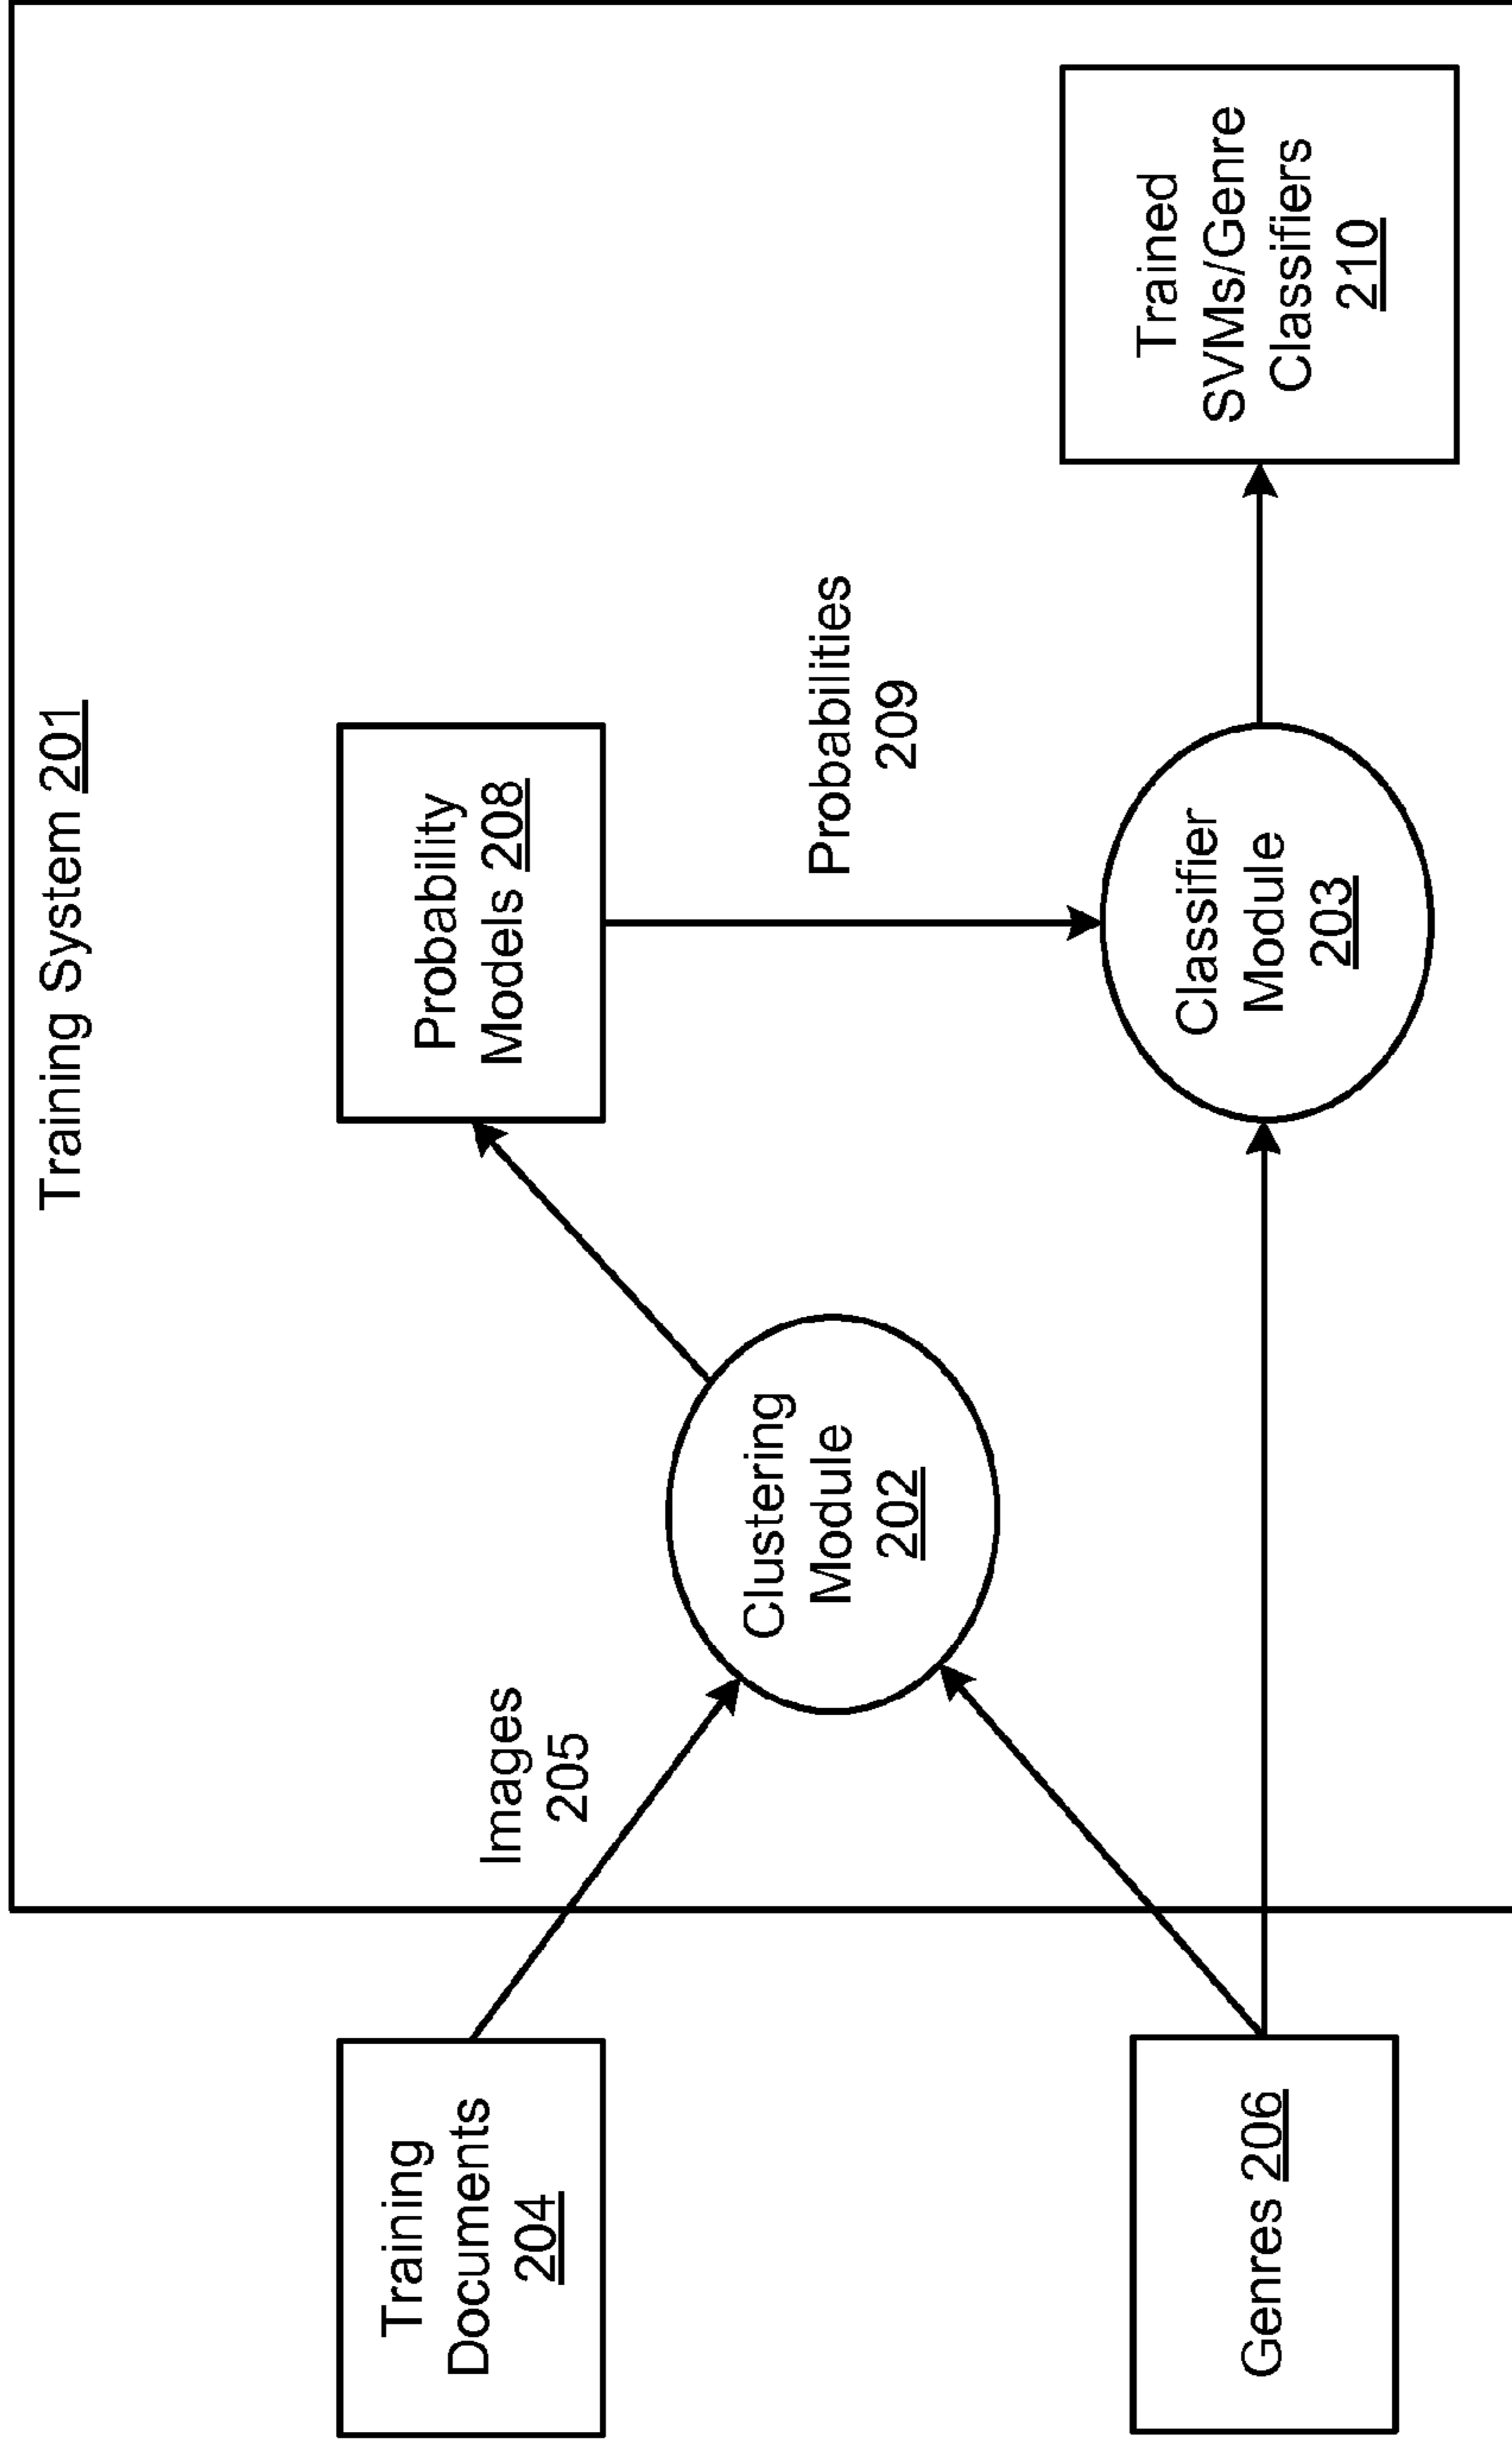 Training System 201
Training
Documents
204
Images
205
Clustering
Module
202
Probability
Models 208
Probabilities
209
Genres 206
Classifier
Module
203
Trained
SVMs/Genre
Classifiers
210